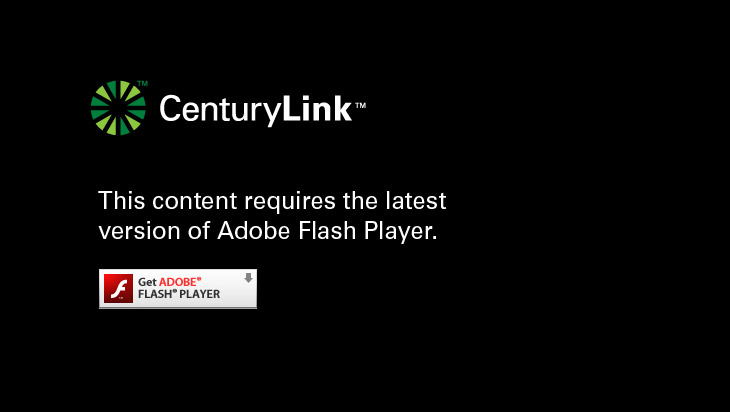 CenturyLink™
This content requires the latest
version of Adobe Flash Player.
Get ADOBE®
FLASH® PLAYER